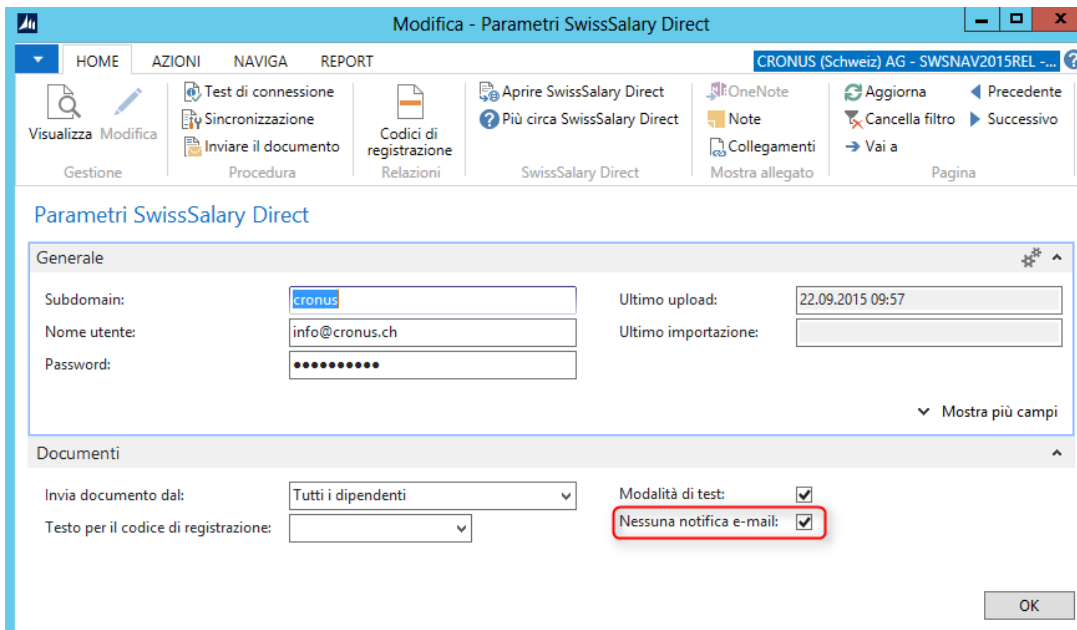 Modifica - Parametri SwissSalary Direct
HOME AZIONI NAVIGA REPORT
CRONUS (Schweiz) AG - SWSNAV2015REL -...
Visualizza
Modifica
Gestione
Test di connessione
Sincronizzazione
Inviare il documento
Procedura
Codici di
registrazione
Relazioni
Aprire SwissSalary Direct
Più circa SwissSalary Direct
SwissSalary Direct
OneNote
Note
Collegamenti
Mostra allegato
Aggiorna
Cancella filtro
Vai a
Precedente
Successivo
Pagina
Parametri SwissSalary Direct
Generale
Subdomain: cronus
Nome utente: info@cronus.ch
Password: ●●●●●●●●●●
Ultimo upload: 22.09.2015 09:57
Ultimo importazione:
Mostra più campi
Documenti
Invia documento dal: Tutti i dipendenti
Testo per il codice di registrazione:
Modalità di test:
Nessuna notifica e-mail:
OK